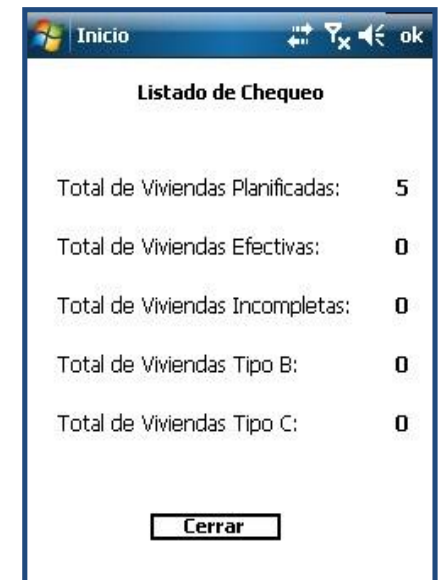 Inicio ok
Listado de Chequeo
Total de Viviendas Planificadas: 5
Total de Viviendas Efectivas: 0
Total de Viviendas Incompletas: 0
Total de Viviendas Tipo B: 0
Total de Viviendas Tipo C: 0
Cerrar